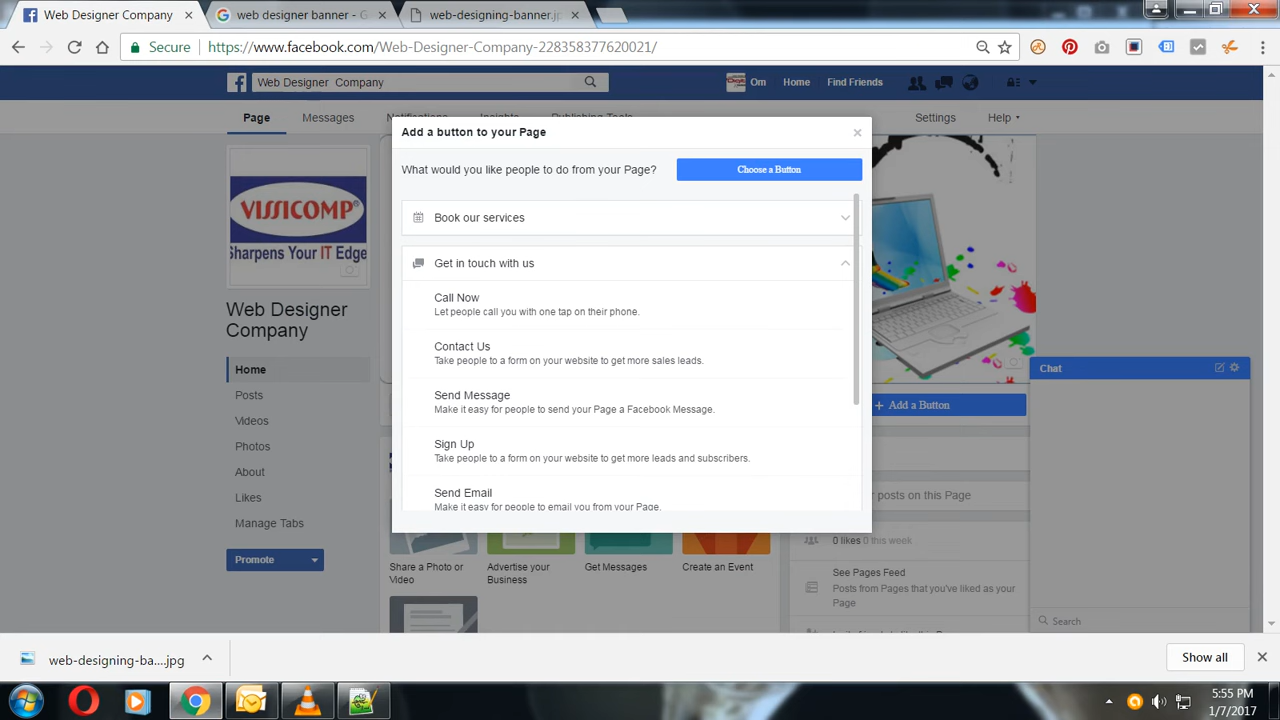 Web Designer Company
web designer banner - G
web-designing-banner.
Secure
https://www.facebook.com/Web-Designer-Company-228358377620021/
Web Designer Company
Om
Home
Find Friends
Page
Messages
Notifications
Insights
Publishing Tools
Settings
Help
Add a button to your Page
What would you like people to do from your Page?
Choose a Button
Book our services
Get in touch with us
Call Now
Let people call you with one tap on their phone.
Contact Us
Take people to a form on your website to get more sales leads.
Send Message
Make it easy for people to send your Page a Facebook Message.
Sign Up
Take people to a form on your website to get more leads and subscribers.
Send Email
Make it easy for people to email you from your Page.
VISSICOMP
Sharpens Your IT Edge
Web Designer
Company
Home
Posts
Videos
Photos
About
Likes
Manage Tabs
Promote
+ Add a Button
posts on this Page
0 likes 0 this week
See Pages Feed
Posts from Pages that you've liked as your
Page
Share a Photo or
Video
Advertise your
Business
Get Messages
Create an Event
Chat
Search
web-designing-ba....jpg
Show all
5:55 PM
1/7/2017